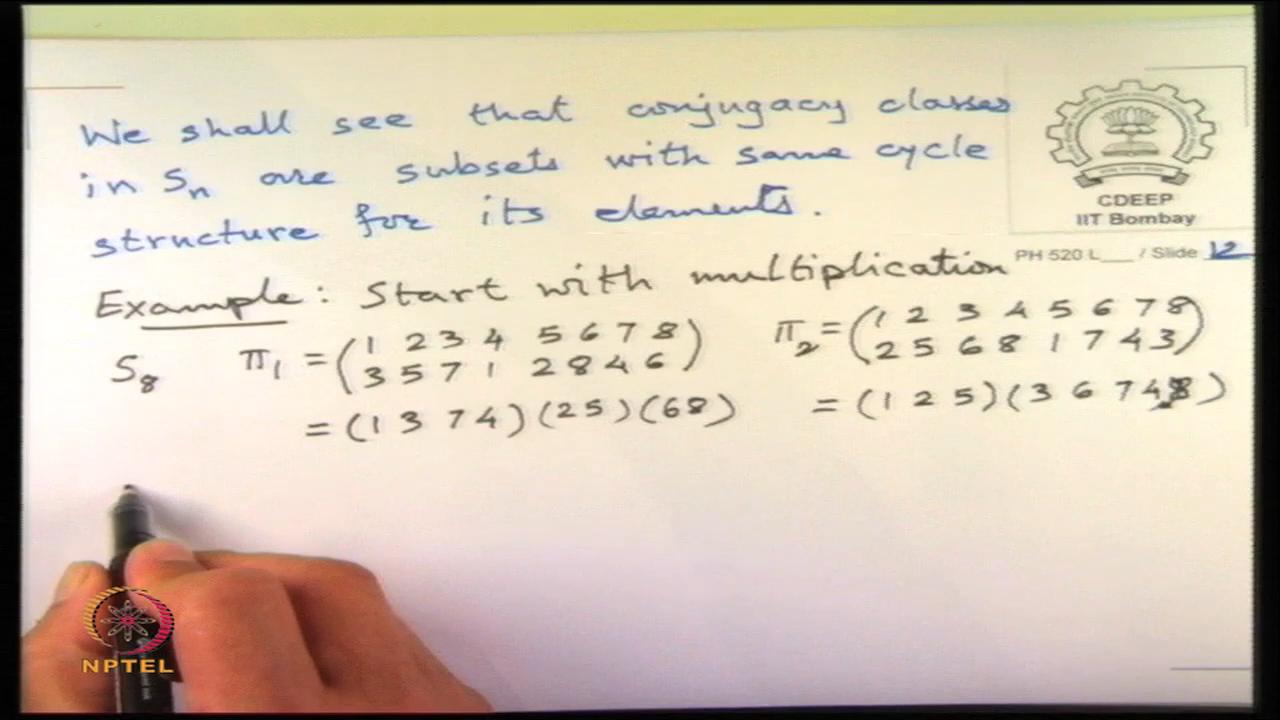 We shall see that conjugacy classes
in Sn are subsets with same cycle
structure for its elements.
CDEEP
IIT Bombay
PH 520 L___ / Slide 12
Example: Start with multiplication
S8 π1 = (1 2 3 4 5 6 7 8 π2 = (1 2 3 4 5 6 7 8
3 5 7 1 2 8 4 6) 2 5 6 8 1 7 4 3)
= (1 3 7 4) (2 5) (6 8) = (1 2 5) (3 6 7 4 8)
NPTEL